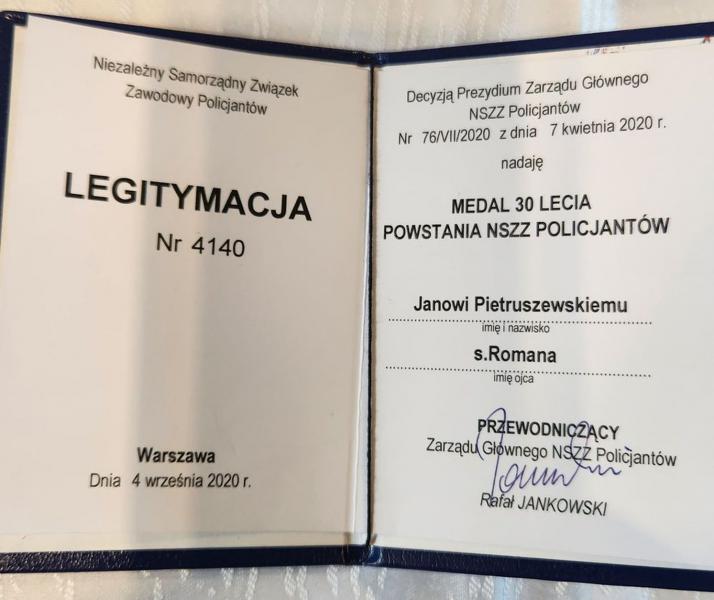 Niezależny Samorządny Związek
Zawodowy Policjantów
LEGITYMACJA
Nr 4140
Warszawa
Dnia 4 września 2020 r.
Decyzją Prezydium Zarządu Głównego
NSZZ Policjantów
Nr 76/VII/2020 z dnia 7 kwietnia 2020 r.
nadaję
MEDAL 30 LECIA
POWSTANIA NSZZ POLICJANTÓW
Janowi Pietruszewskiemu
imię i nazwisko
s.Romana
imię ojca
PRZEWODNICZĄCY
Zarządu Głównego NSZZ Policjantów
Rafał JANKOWSKI